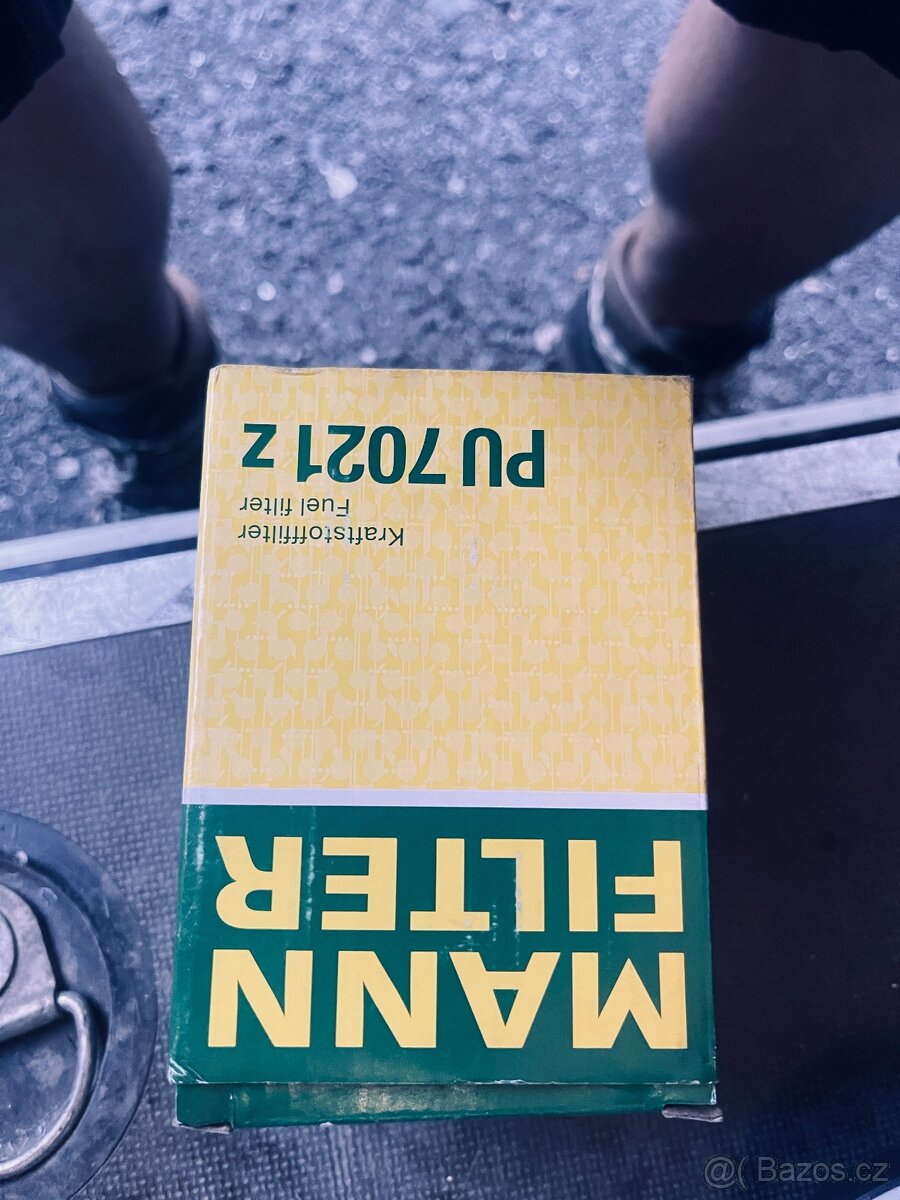 MANN
FILTER
Kraftstofffilter
Fuel filter
PU 7021 z
@( Bazos.cz